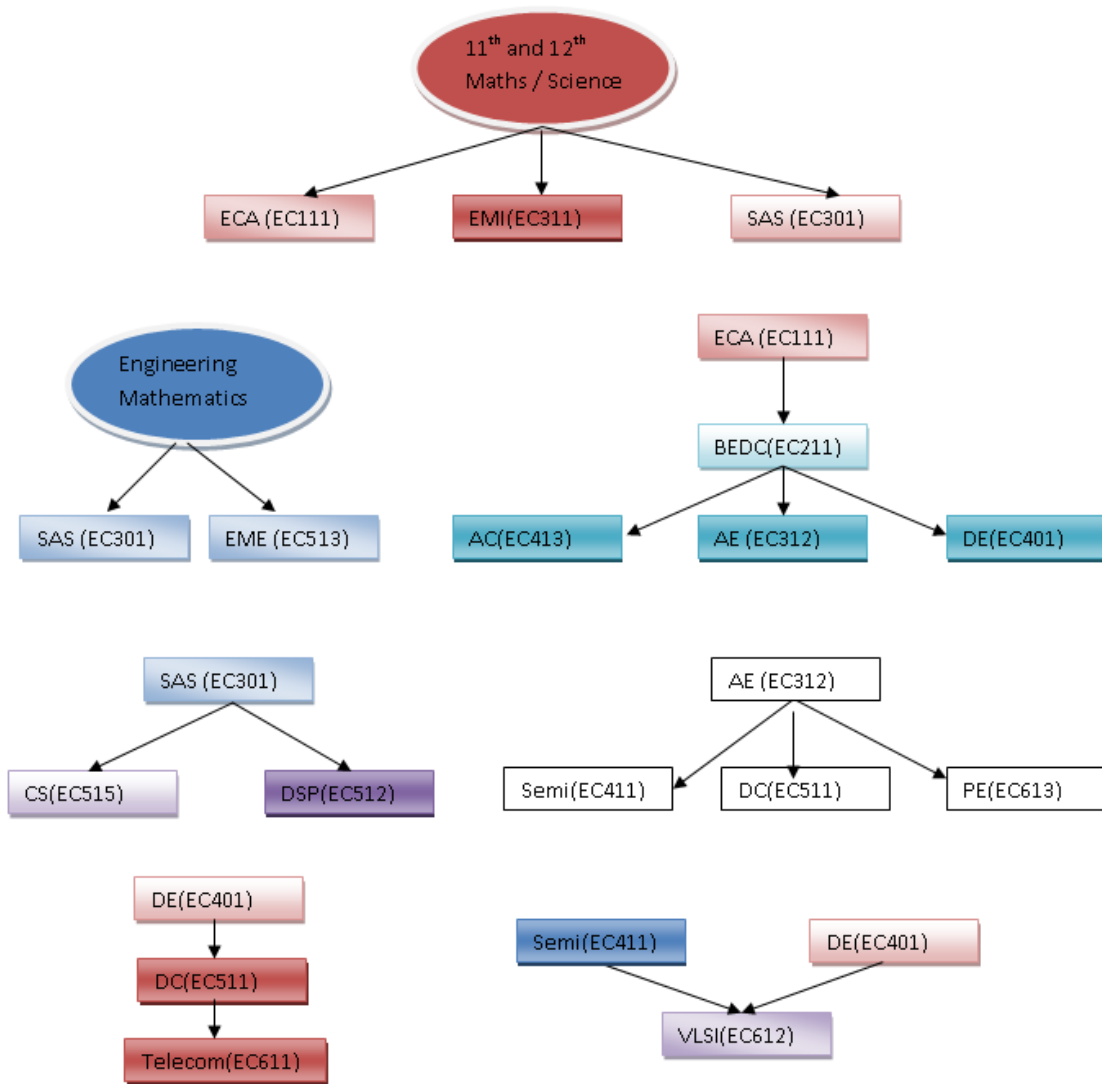 11th and 12th
Maths / Science
ECA (EC111)
EMI(EC311)
SAS (EC301)
Engineering
Mathematics
SAS (EC301)
EME (EC513)
ECA (EC111)
BEDC(EC211)
AC(EC413)
AE (EC312)
DE(EC401)
SAS (EC301)
CS(EC515)
DSP(EC512)
AE (EC312)
Semi(EC411)
DC(EC511)
PE(EC613)
DE(EC401)
DC(EC511)
Telecom(EC611)
Semi(EC411)
DE(EC401)
VLSI(EC612)